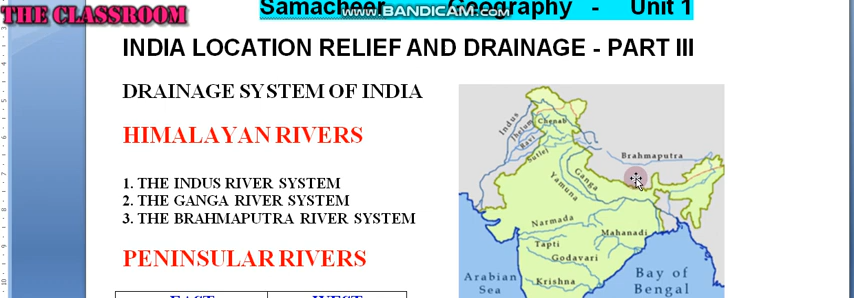 THE CLASSROOM
Samacheer Geography - Unit 1
www.BANDICAM.com
INDIA LOCATION RELIEF AND DRAINAGE - PART III
DRAINAGE SYSTEM OF INDIA
HIMALAYAN RIVERS
1. THE INDUS RIVER SYSTEM
2. THE GANGA RIVER SYSTEM
3. THE BRAHMAPUTRA RIVER SYSTEM
PENINSULAR RIVERS
EAST WEST
Indus
Jhelum
Chenab
Ravi
Sutlej
Ganga
Yamuna
Brahmaputra
Narmada
Mahanadi
Tapti
Godavari
Krishna
Arabian
Sea
Bay of
Bengal